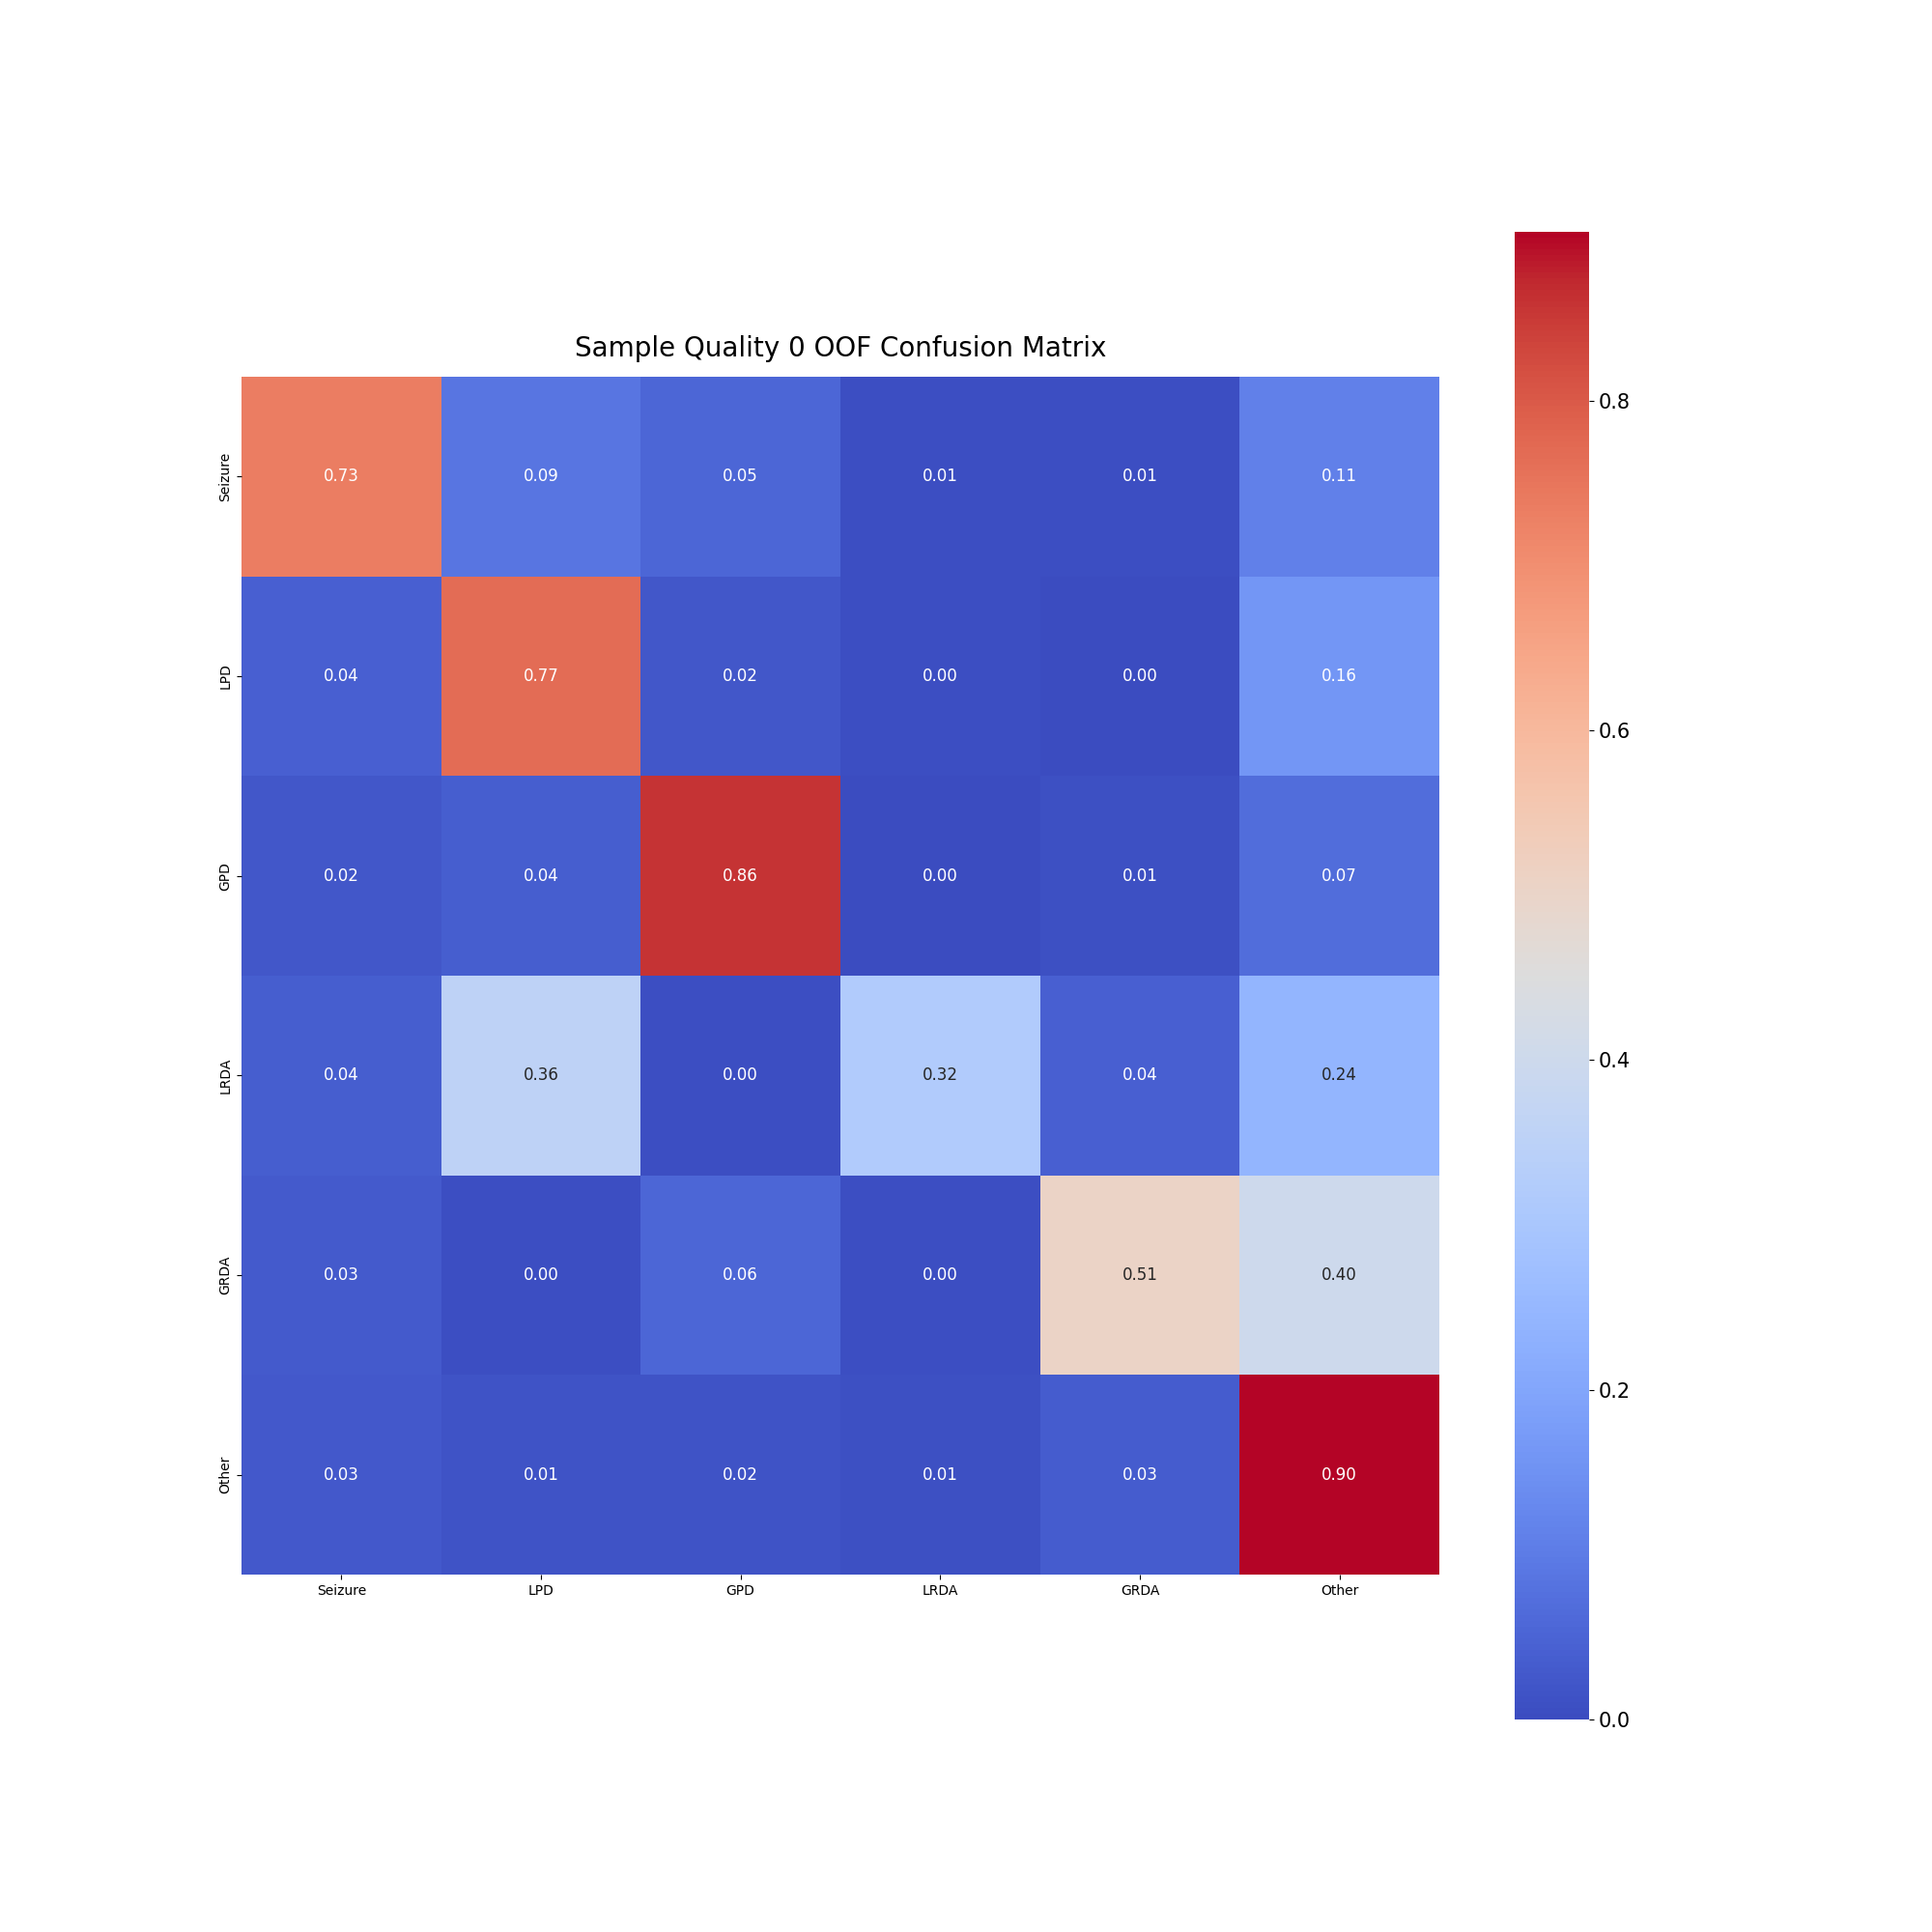 Sample Quality 0 OOF Confusion Matrix
Seizure 0.73 0.09 0.05 0.01 0.01 0.11
LPD 0.04 0.77 0.02 0.00 0.00 0.16
GPD 0.02 0.04 0.86 0.00 0.01 0.07
LRDA 0.04 0.36 0.00 0.32 0.04 0.24
GRDA 0.03 0.00 0.06 0.00 0.51 0.40
Other 0.03 0.01 0.02 0.01 0.03 0.90
Seizure LPD GPD LRDA GRDA Other
0.8
0.6
0.4
0.2
0.0